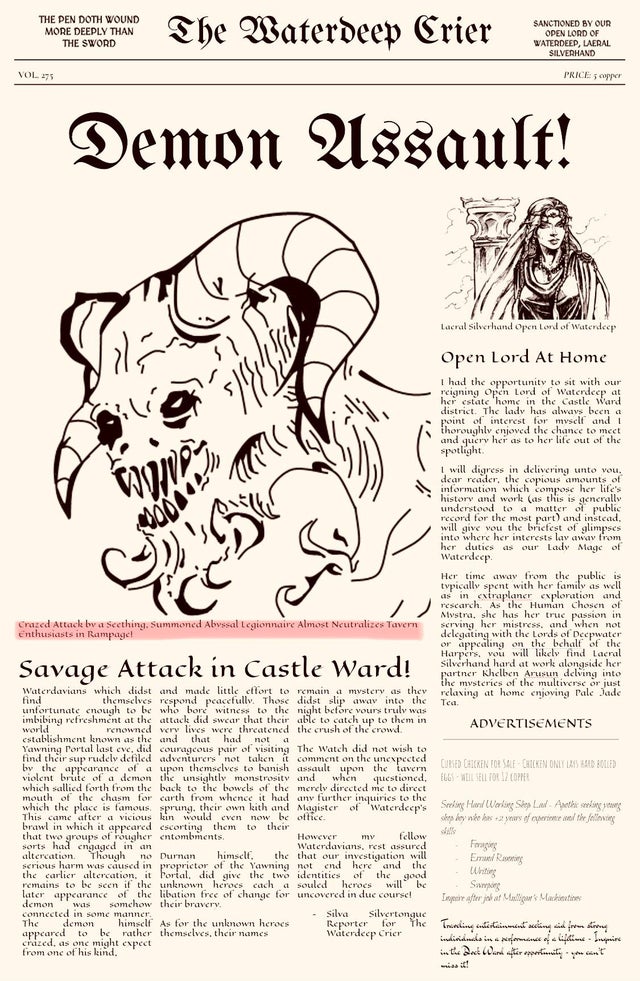 THE PEN DOTH WOUND
MORE DEEPLY THAN
THE SWORD
The Waterdeep Crier
SANCTIONED BY OUR
OPEN LORD OF
WATERDEEP, LAERAL
SILVERHAND
VOL. 275
PRICE: 5 copper
Demon Assault!
Crazed Attack by a Seething, Summoned Abyssal Legionnaire Almost Neutralizes Tavern
Enthusiasts in Rampage!
Savage Attack in Castle Ward!
Waterdavians which didst
find themselves
unfortunate enough to be
imbibing refreshment at the
world renowned
establishment known as the
Yawning Portal last eve, did
find their sup rudely defiled
by the appearance of a
violent brute of a demon
which sallied forth from the
mouth of the chasm for
which the place is famous.
This came after a vicious
brawl in which it appeared
that two groups of rougher
sorts had engaged in an
altercation. Though no
serious harm was caused in
the earlier altercation, it
remains to be seen if the
later appearance of the
demon was somehow
connected in some manner.
The demon himself
appeared to be rather
crazed, as one might expect
from one of his kind,
and made little effort to
respond peacefully. Those
who bore witness to the
attack did swear that their
very lives were threatened
and that had not a
courageous pair of visiting
adventurers not taken it
upon themselves to banish
the unsightly monstrosity
back to the bowels of the
earth from whence it had
sprung, their own kith and
kin would even now be
escorting them to their
entombments.
Durnan himself, the
proprietor of the Yawning
Portal, did give the two
unknown heroes each a
libation free of change for
their bravery.
As for the unknown heroes
themselves, their names
remain a mystery as they
didst slip away into the
night before yours truly was
able to catch up to them in
the crush of the crowd.
The Watch did not wish to
comment on the unexpected
assault upon the tavern
and when questioned,
merely directed me to direct
any further inquiries to the
Magister of Waterdeep's
office.
However my fellow
Waterdavians, rest assured
that our investigation will
not end here and the
identities of the good
souled heroes will be
uncovered in due course!
- Silva Silvertongue
Reporter for The
Waterdeep Crier
Laeral Silverhand Open Lord of Waterdeep
Open Lord At Home
I had the opportunity to sit with our
reigning Open Lord of Waterdeep at
her estate home in the Castle Ward
district. The lady has always been a
point of interest for myself and I
thoroughly enjoyed the chance to meet
and query her as to her life out of the
spotlight.
I will digress in delivering unto you,
dear reader, the copious amounts of
information which compose her life's
history and work (as this is generally
understood to a matter of public
record for the most part) and instead,
will give you the briefest of glimpses
into where her interests lay away from
her duties as our Lady Mage of
Waterdeep.
Her time away from the public is
typically spent with her family as well
as in extraplaner exploration and
research. As the Human Chosen of
Mystra, she has her true passion in
serving her mistress, and when not
delegating with the Lords of Deepwater
or appealing on the behalf of the
Harpers, you will likely find Laeral
Silverhand hard at work alongside her
partner Khelben Arunsun delving into
the mysteries of the multiverse or just
relaxing at home enjoying Pale Jade
Tea.
ADVERTISEMENTS
Cursed Chicken for Sale - Chicken only lays hard boiled
eggs - will sell for 12 copper
Seeking Hard Working Shop Lad - Apothic seeking young
shop boy who has +2 years of experience and the following
skills
- Foraging
- Errand Running
- Writing
- Sweeping
Inquire after job at Mulligan's Machinations
Traveling entertainment seeking aid from strong
individuals in a performance of a lifetime - Inquire
in the Dock Ward after opportunity - you can't
miss it!